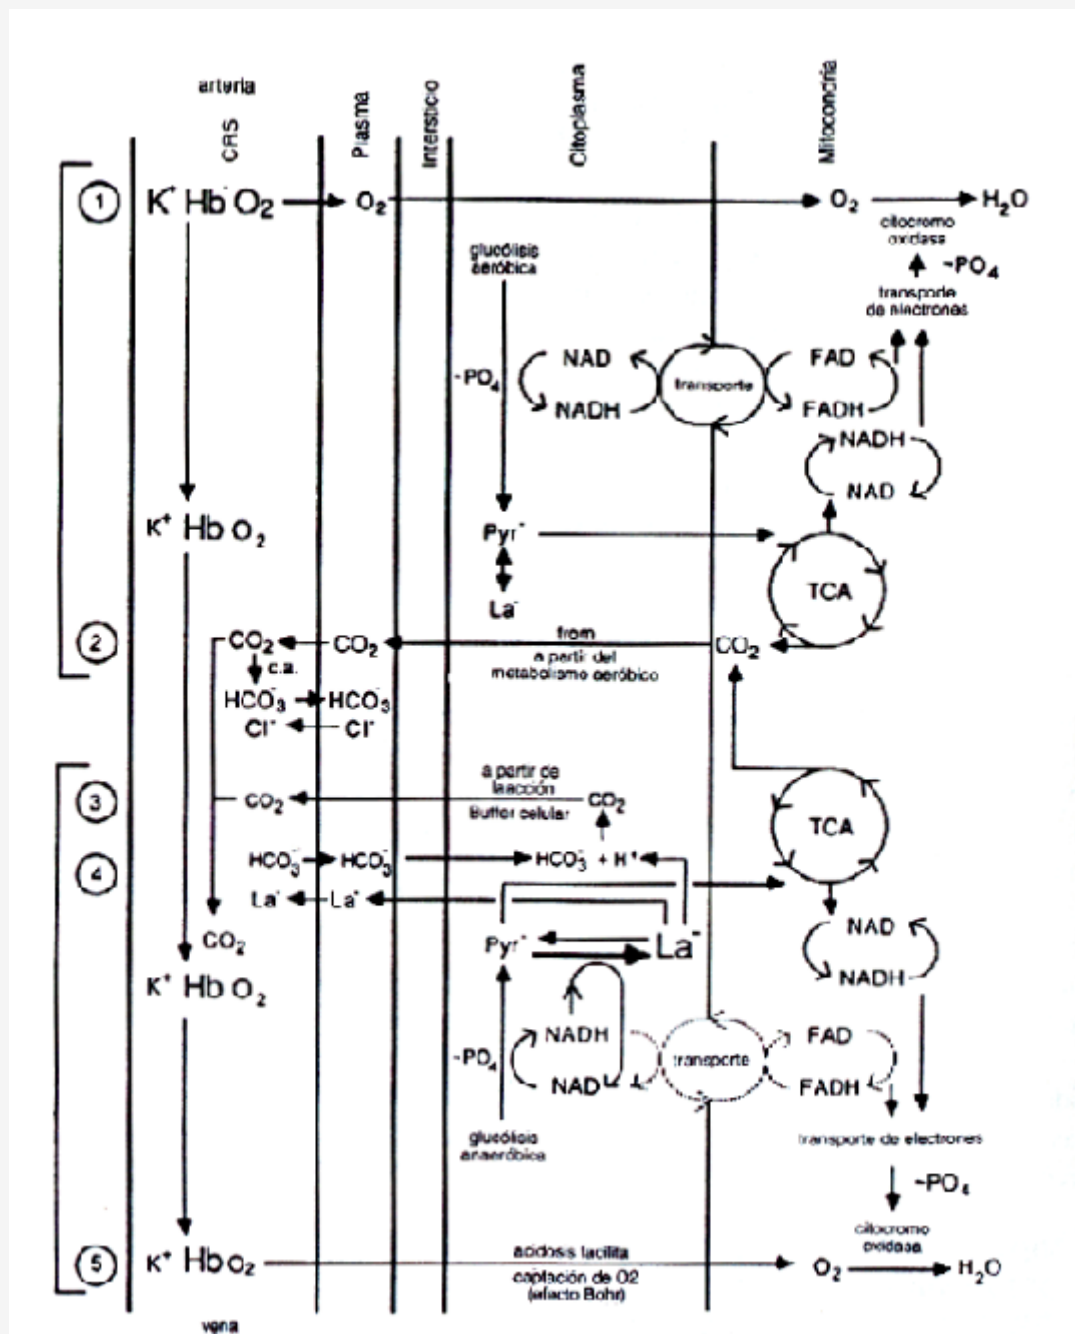 arteria
CRS
Plasma
Intersticio
Citoplasma
Mitocondria
1
K⁺ Hb⁻ O₂
O₂
O₂
H₂O
citocromo
oxidasa
~PO₄
transporte
de electrones
glucólisis
aeróbica
~PO₄
NAD
NADH
transporte
FAD
FADH
NADH
NAD
K⁺ Hb O₂
Pyr⁻
La⁻
TCA
2
CO₂
CO₂
from
a partir del
metabolismo aeróbico
CO₂
c.a.
HCO₃⁻
HCO₃⁻
Cl⁻
Cl⁻
3
CO₂
a partir de
la acción
Buffer celular
CO₂
TCA
4
HCO₃⁻
HCO₃⁻
HCO₃⁻ + H⁺
La⁻
La⁻
CO₂
Pyr⁻
La⁻
NAD
NADH
K⁺ Hb O₂
~PO₄
NADH
NAD
transporte
FAD
FADH
glucólisis
anaeróbica
transporte de electrones
~PO₄
citocromo
oxidasa
5
K⁺ Hb O₂
acidosis facilita
captación de O2
(efecto Bohr)
O₂
H₂O
vena